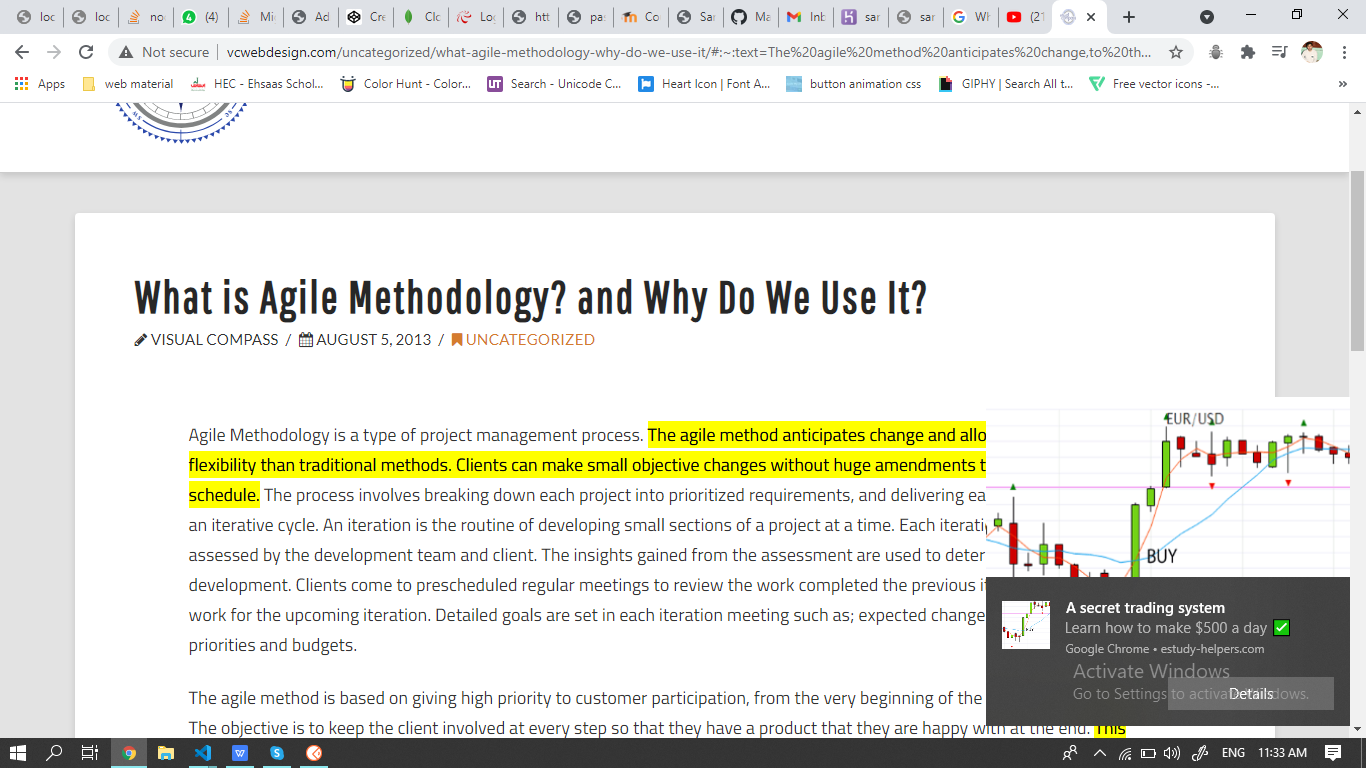 loc
loc
no
(4)
Mi
Ad
Cre
Clo
Log
htt
pa
Co
Sar
Ma
Inb
sar
sar
Wh
(21
Not secure
vcwebdesign.com/uncategorized/what-agile-methodology-why-do-we-use-it/#:~:text=The%20agile%20method%20anticipates%20change,to%20th...
Apps
web material
HEC - Ehsaas Schol...
Color Hunt - Color...
UT
Search - Unicode C...
Heart Icon | Font A...
button animation css
GIPHY | Search All t...
Free vector icons -...
»
What is Agile Methodology? and Why Do We Use It?
VISUAL COMPASS / AUGUST 5, 2013 / UNCATEGORIZED
Agile Methodology is a type of project management process. The agile method anticipates change and allo
flexibility than traditional methods. Clients can make small objective changes without huge amendments t
schedule. The process involves breaking down each project into prioritized requirements, and delivering ea
an iterative cycle. An iteration is the routine of developing small sections of a project at a time. Each iterati
assessed by the development team and client. The insights gained from the assessment are used to deter
development. Clients come to prescheduled regular meetings to review the work completed the previous i
work for the upcoming iteration. Detailed goals are set in each iteration meeting such as; expected change
priorities and budgets.
The agile method is based on giving high priority to customer participation, from the very beginning of the
The objective is to keep the client involved at every step so that they have a product that they are happy with at the end. This
EUR/USD
BUY
A secret trading system
Learn how to make $500 a day ✅
Google Chrome • estudy-helpers.com
Activate Windows
Go to Settings to activate Windows.
Details
ENG
11:33 AM